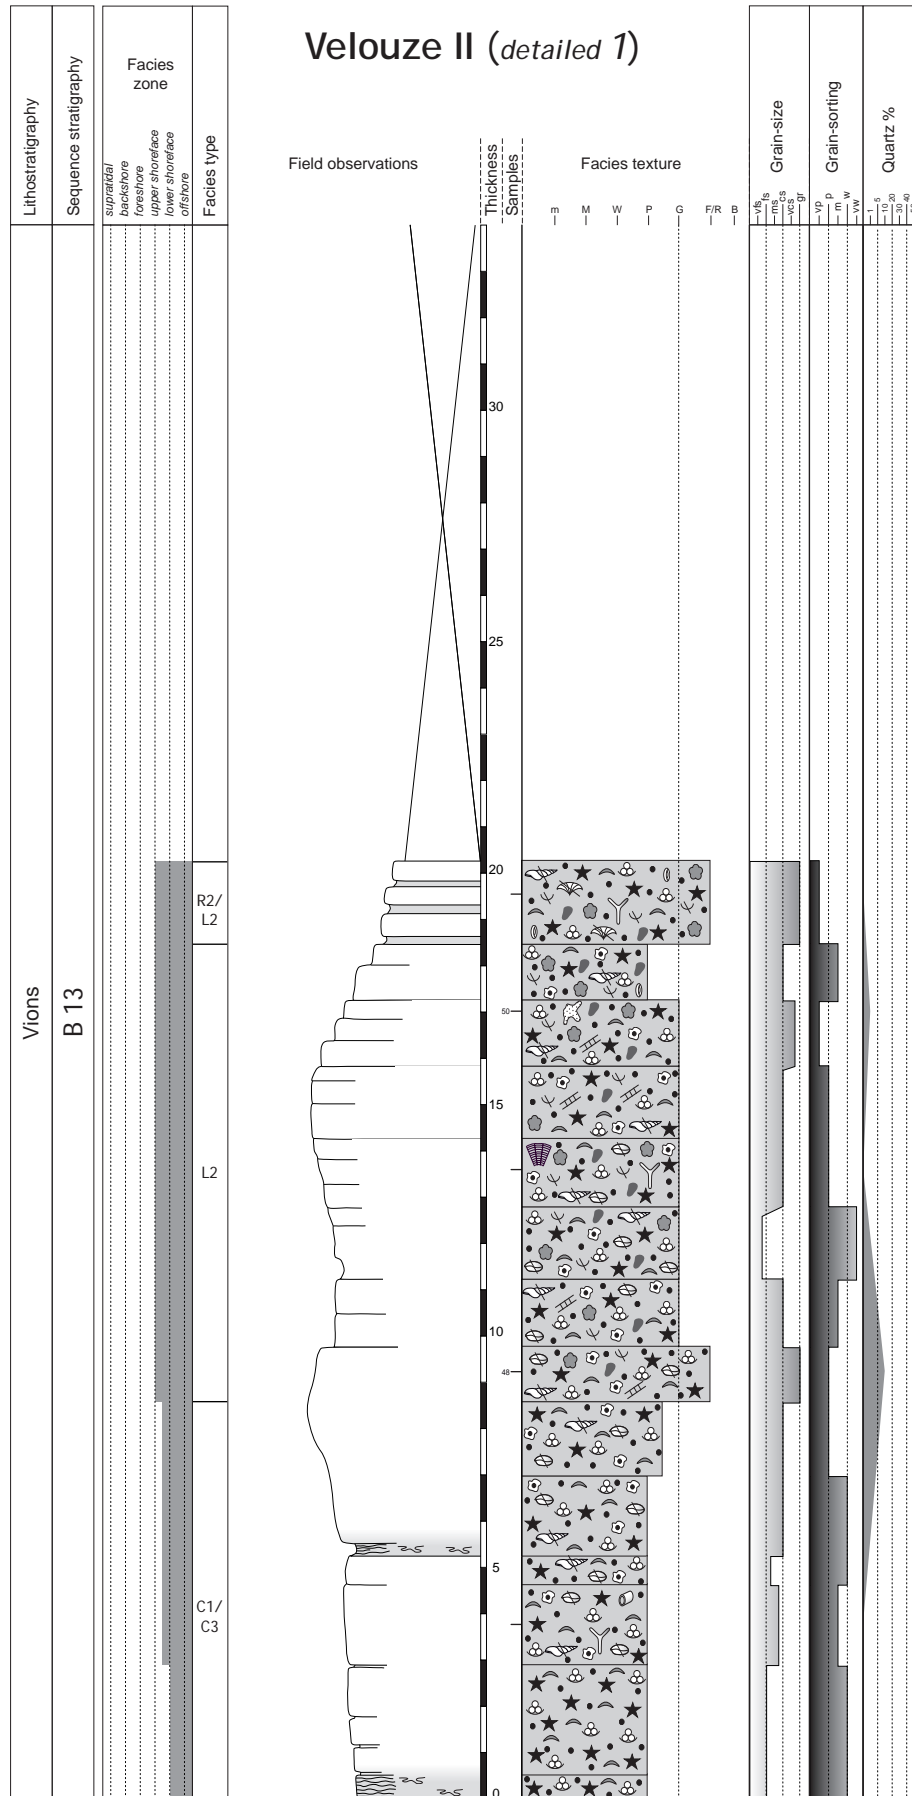 Velouze II (detailed 1)
Lithostratigraphy
Sequence stratigraphy
Facies
zone
supratidal
backshore
foreshore
upper shoreface
lower shoreface
offshore
Facies type
Field observations
Thickness
Samples
Facies texture
m M W P G F/R B
Grain-size
vfs
fs
ms
cs
vcs
gr
Grain-sorting
vp
p
m
w
vw
Quartz %
1
5
10
20
30
40
30
25
20
R2/
L2
Vions
B 13
50
15
L2
10
48
5
C1/
C3
0